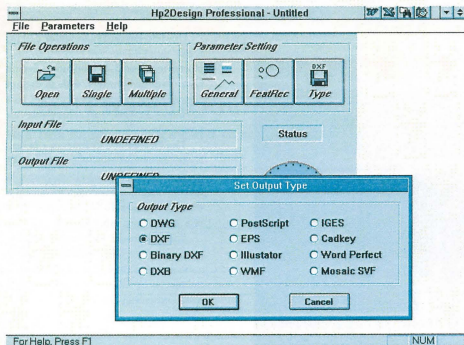 Hp2Design Professional - Untitled
File Parameters Help
File Operations
Parameter Setting
DXF
Open Single Multiple General FeatRec Type
Input File
UNDEFINED
Status
Output File
Set Output Type
Output Type
DWG PostScript IGES
DXF EPS Cadkey
Binary DXF Illustator Word Perfect
DXB WMF Mosaic SVF
OK Cancel
For Help, Press F1 NUM